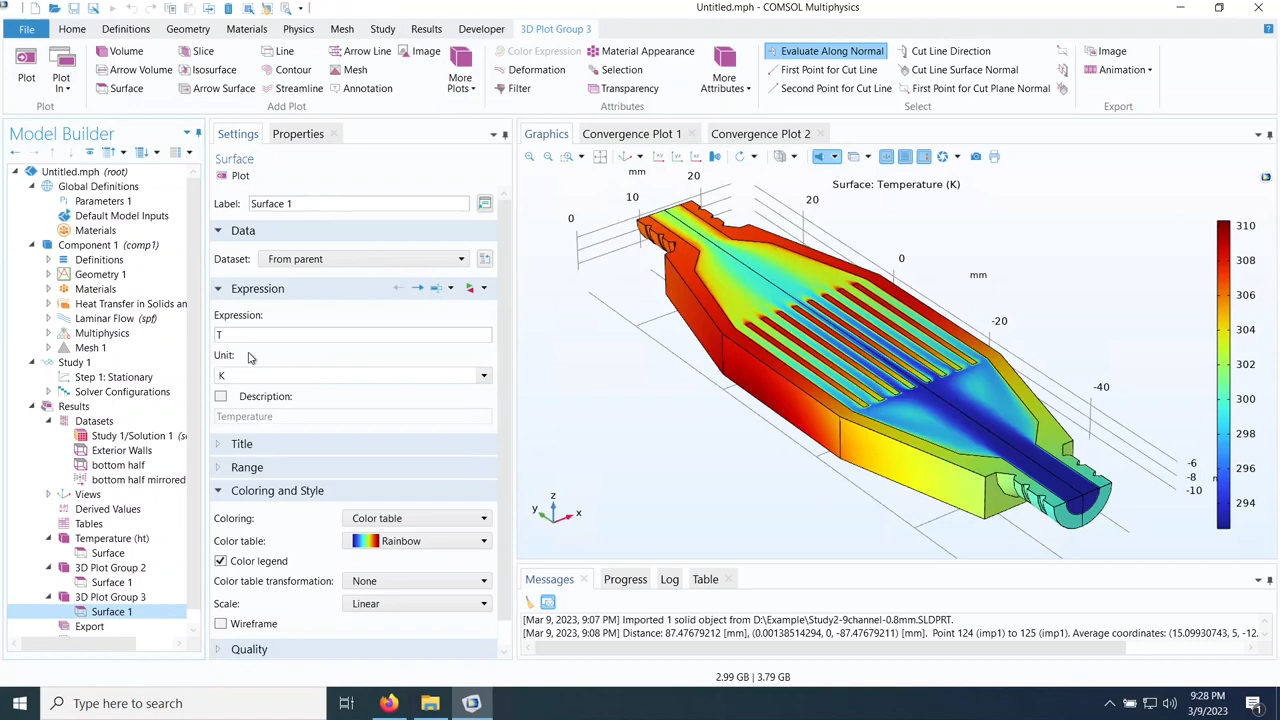 Untitled.mph - COMSOL Multiphysics
File Home Definitions Geometry Materials Physics Mesh Study Results Developer 3D Plot Group 3
Plot
Plot In
Volume Slice Line Arrow Line Image
Arrow Volume Isosurface Contour Mesh
Surface Arrow Surface Streamline Annotation
More Plots
Color Expression Material Appearance
Deformation Selection
Filter Transparency
More Attributes
Evaluate Along Normal Cut Line Direction
First Point for Cut Line Cut Line Surface Normal
Second Point for Cut Line First Point for Cut Plane Normal
Image
Animation
Plot Add Plot Attributes Select Export
Model Builder
Untitled.mph (root)
Global Definitions
Parameters 1
Default Model Inputs
Materials
Component 1 (comp1)
Definitions
Geometry 1
Materials
Heat Transfer in Solids an
Laminar Flow (spf)
Multiphysics
Mesh 1
Study 1
Step 1: Stationary
Solver Configurations
Results
Datasets
Study 1/Solution 1 (s
Exterior Walls
bottom half
bottom half mirrored
Views
Derived Values
Tables
Temperature (ht)
Surface
3D Plot Group 2
Surface 1
3D Plot Group 3
Surface 1
Export
Settings Properties
Surface
Plot
Label: Surface 1
Data
Dataset: From parent
Expression
Expression:
T
Unit:
K
Description:
Temperature
Title
Range
Coloring and Style
Coloring: Color table
Color table: Rainbow
Color legend
Color table transformation: None
Scale: Linear
Wireframe
Quality
Graphics Convergence Plot 1 Convergence Plot 2
Surface: Temperature (K)
mm
20
10
0
20
0
mm
-20
-40
-6
-8
-10
310
308
306
304
302
300
298
296
294
z
y
x
Messages Progress Log Table
[Mar 9, 2023, 9:07 PM] Imported 1 solid object from D:\Example\Study2-9channel-0.8mm.SLDPRT.
[Mar 9, 2023, 9:08 PM] Distance: 87.47679212 [mm], (0.00138514294, 0, -87.47679211) [mm].  Point 124 (imp1) to 125 (imp1). Average coordinates: (15.09930743, 5, -12.
2.99 GB | 3.79 GB
Type here to search
9:28 PM
3/9/2023